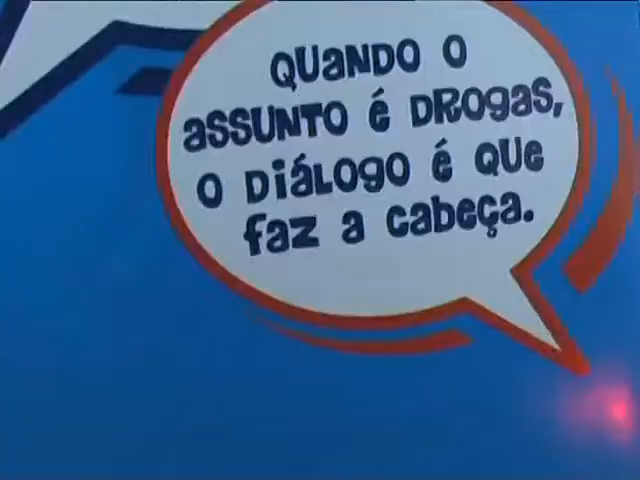 QUANDO O
ASSUNTO É DROGAS,
O DIÁLOGO É QUE
FAZ A CABEÇA.